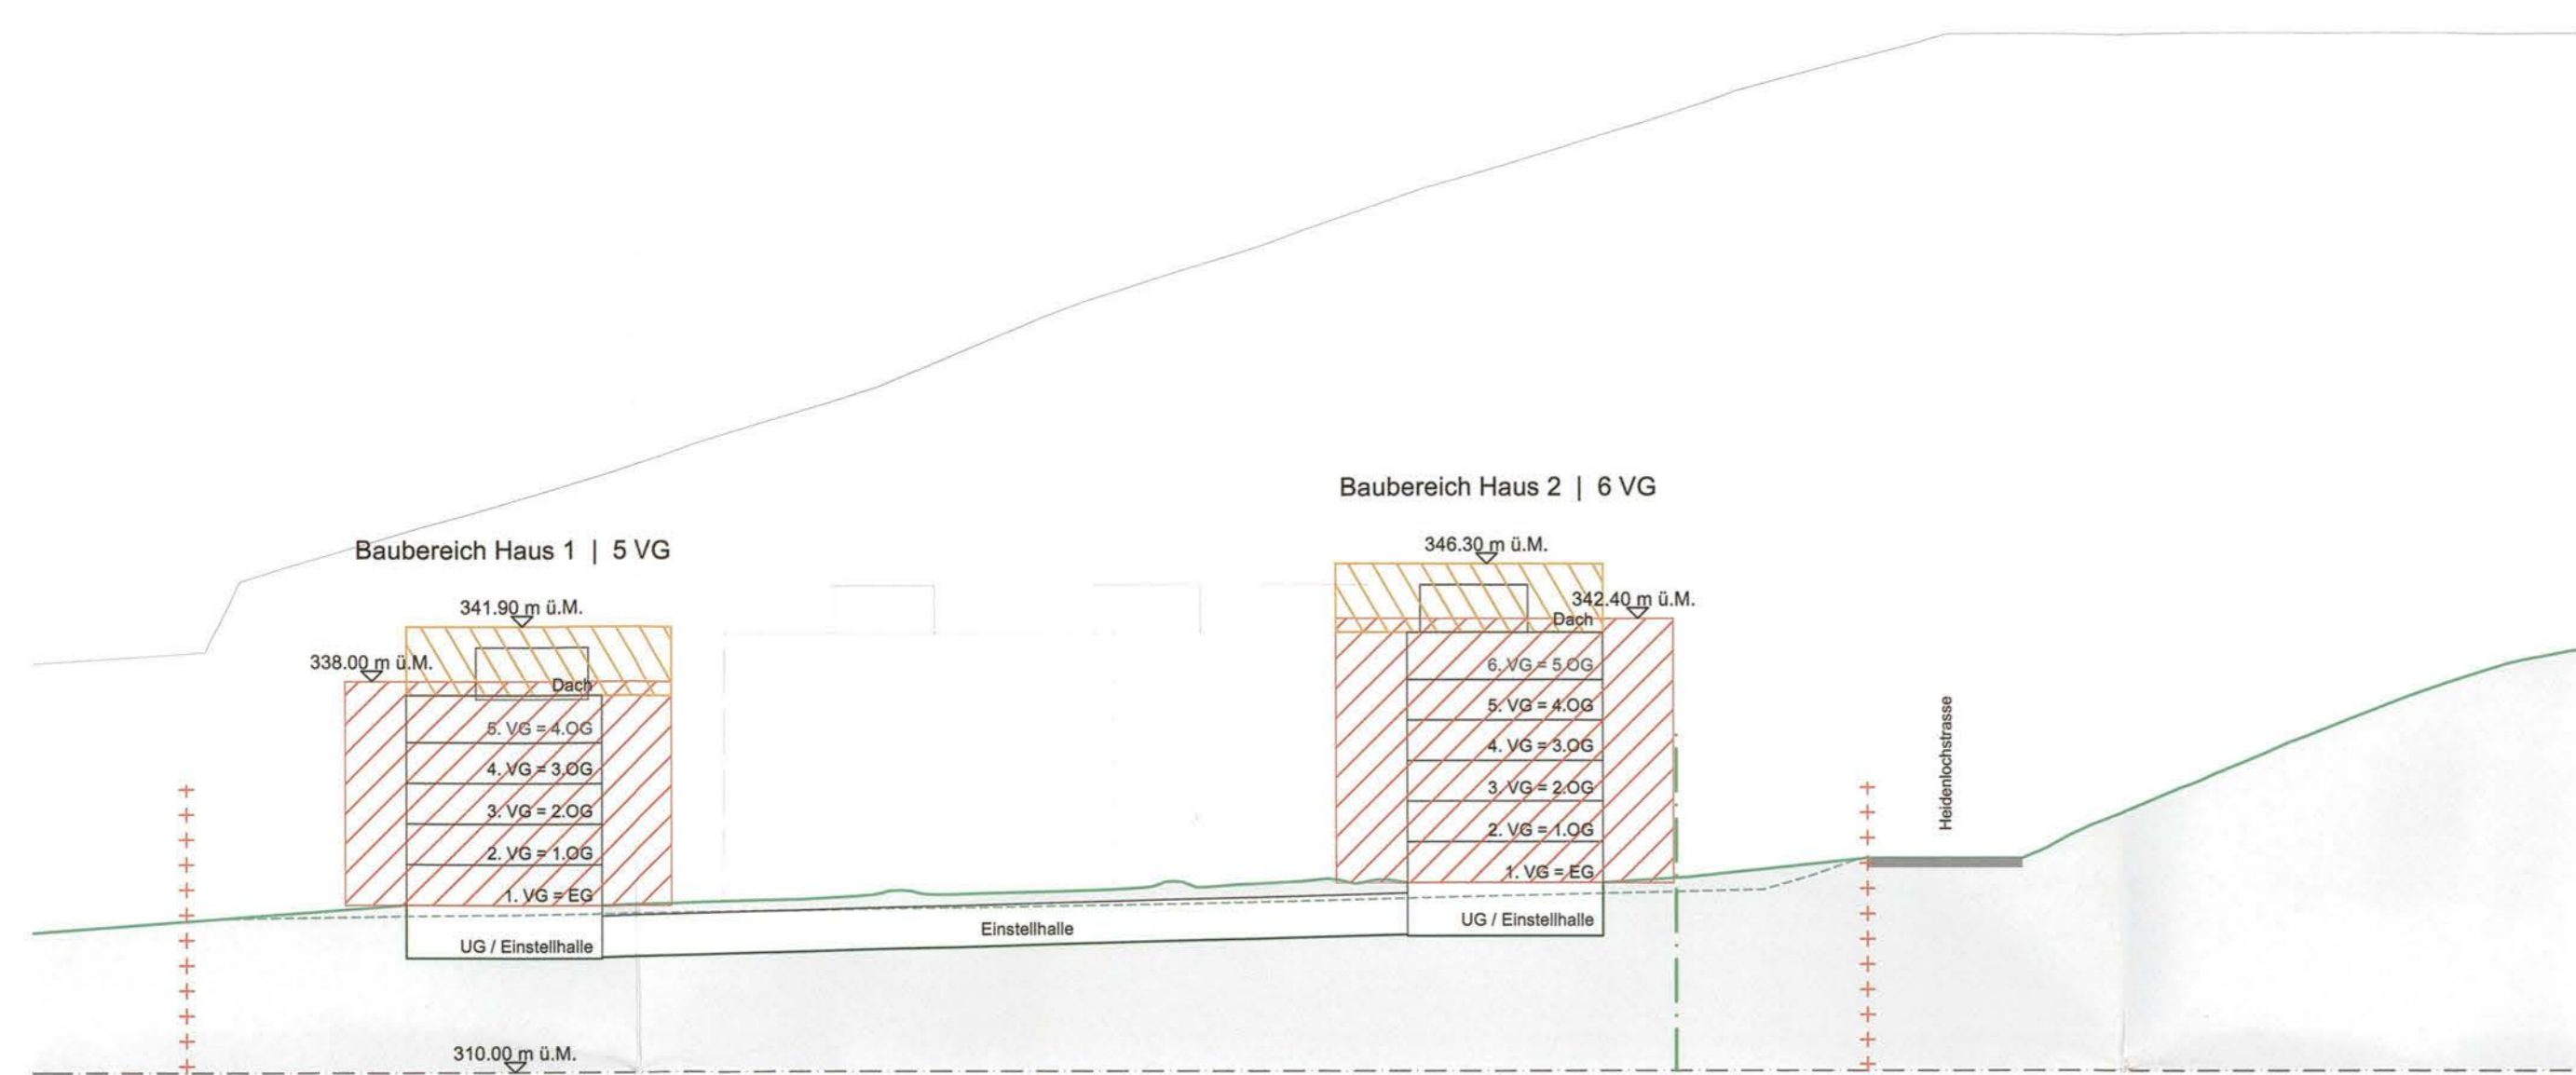 Baubereich Haus 2 | 6 VG
346.30 m ü.M.
342.40 m ü.M.
Dach
6. VG = 5.OG
5. VG = 4.OG
4. VG = 3.OG
3. VG = 2.OG
2. VG = 1.OG
1. VG = EG
UG / Einstellhalle
Baubereich Haus 1 | 5 VG
341.90 m ü.M.
338.00 m ü.M.
Dach
5. VG = 4.OG
4. VG = 3.OG
3. VG = 2.OG
2. VG = 1.OG
1. VG = EG
UG / Einstellhalle
Einstellhalle
Heidenlochstrasse
310.00 m ü.M.